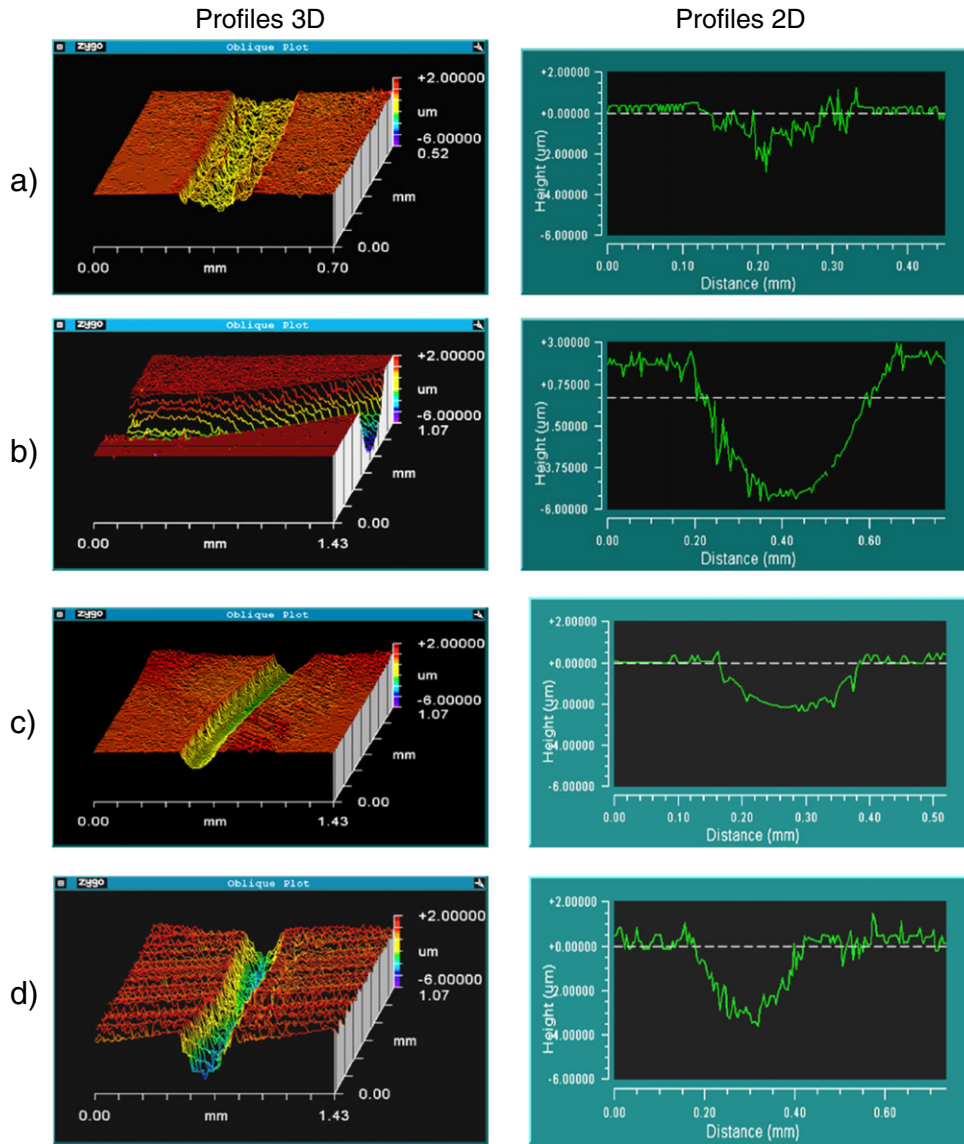 Profiles 3D
Profiles 2D
a)
zygo
Oblique Plot
+2.00000
um
-6.00000
0.52
mm
0.00
0.00
mm
0.70
+2.00000
+0.00000
2.00000
4.00000
-6.00000
Height (um)
0.00
0.10
0.20
0.30
0.40
Distance (mm)
b)
zygo
Oblique Plot
+2.00000
um
-6.00000
1.07
mm
0.00
0.00
mm
1.43
+3.00000
+0.75000
.50000
3.75000
-6.00000
Height (um)
0.00
0.20
0.40
0.60
Distance (mm)
c)
zygo
Oblique Plot
+2.00000
um
-6.00000
1.07
mm
0.00
0.00
mm
1.43
+2.00000
+0.00000
2.00000
4.00000
-6.00000
Height (µm)
0.00
0.10
0.20
0.30
0.40
0.50
Distance (mm)
d)
zygo
Oblique Plot
+2.00000
um
-6.00000
1.07
mm
0.00
0.00
mm
1.43
+2.00000
+0.00000
2.00000
4.00000
-6.00000
Height (µm)
0.00
0.20
0.40
0.60
Distance (mm)